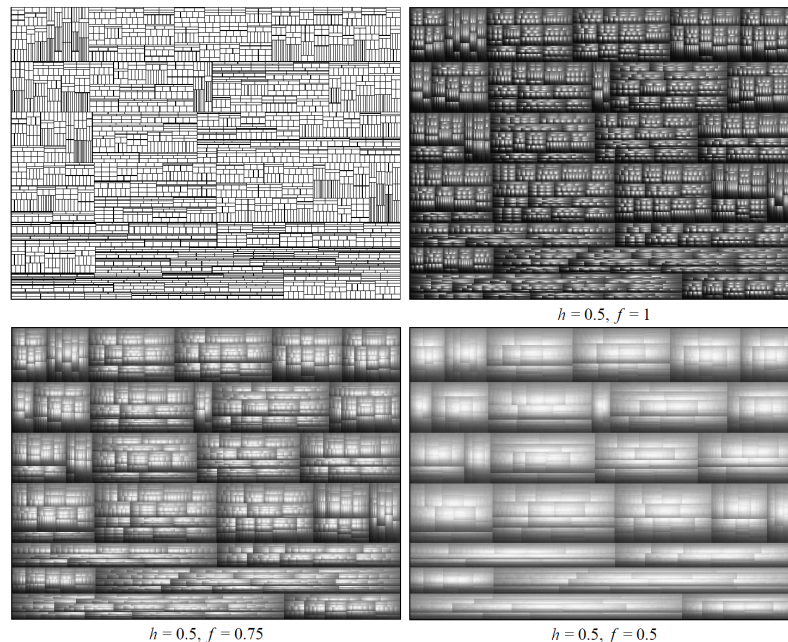 h = 0.5, f = 1
h = 0.5, f = 0.75
h = 0.5, f = 0.5